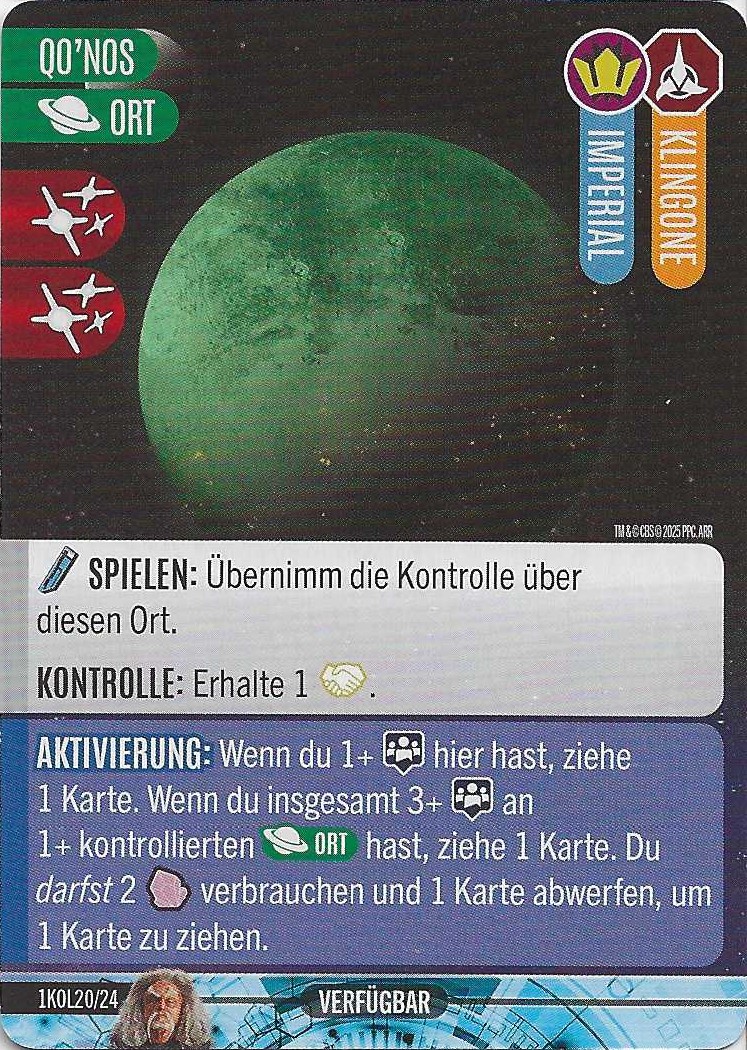 QO’NOS
ORT
IMPERIAL
KLINGONE
TM & © CBS © 2025 PPC. ARR
SPIELEN: Übernimm die Kontrolle über
diesen Ort.
KONTROLLE: Erhalte 1 .
AKTIVIERUNG: Wenn du 1+ hier hast, ziehe
1 Karte. Wenn du insgesamt 3+ an
1+ kontrollierten ORT hast, ziehe 1 Karte. Du
darfst 2 verbrauchen und 1 Karte abwerfen, um
1 Karte zu ziehen.
1KOL20/24
VERFÜGBAR